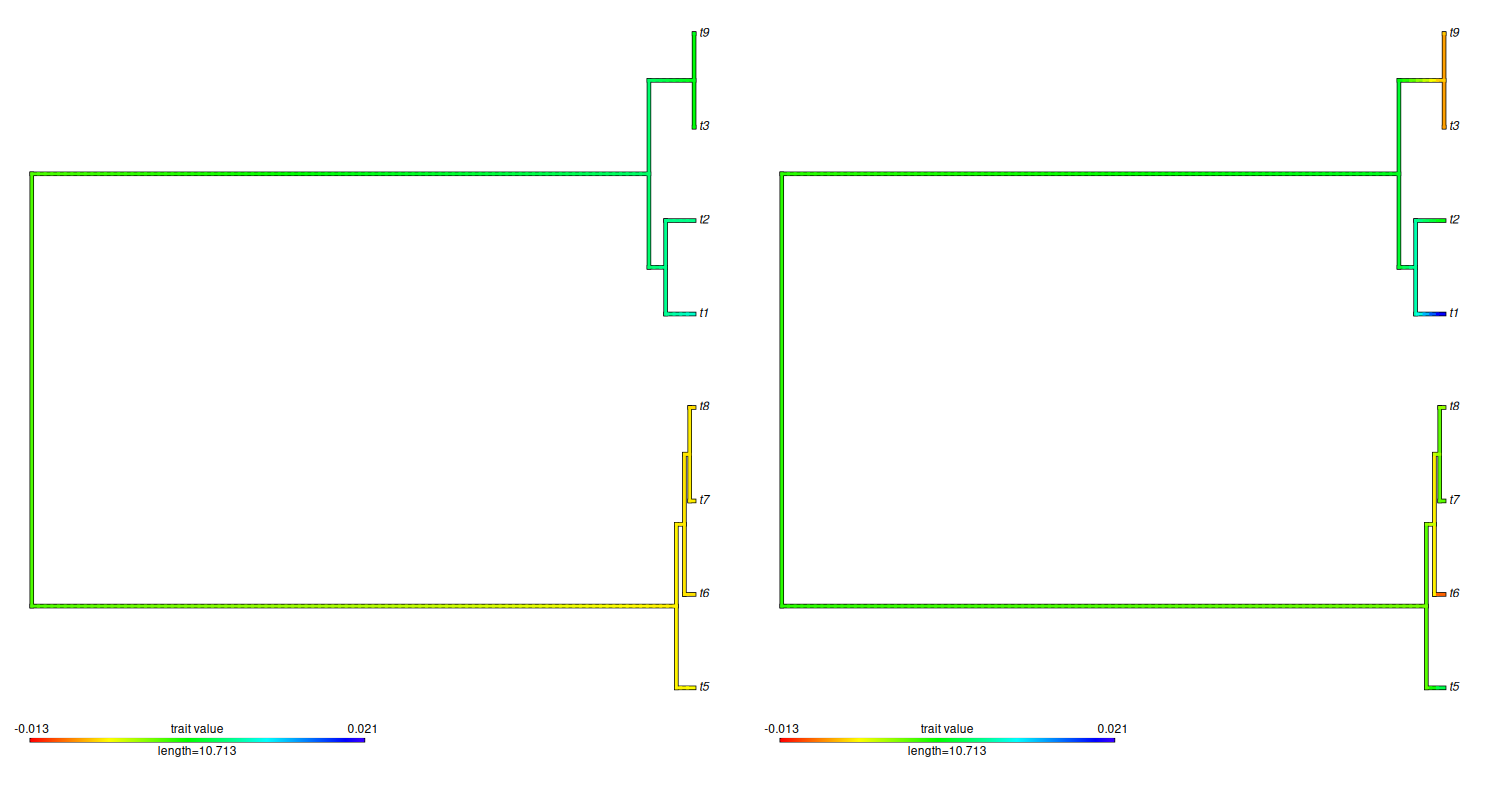 t9
t3
t2
t1
t8
t7
t6
t5
-0.013 trait value 0.021
length=10.713
t9
t3
t2
t1
t8
t7
t6
t5
-0.013 trait value 0.021
length=10.713